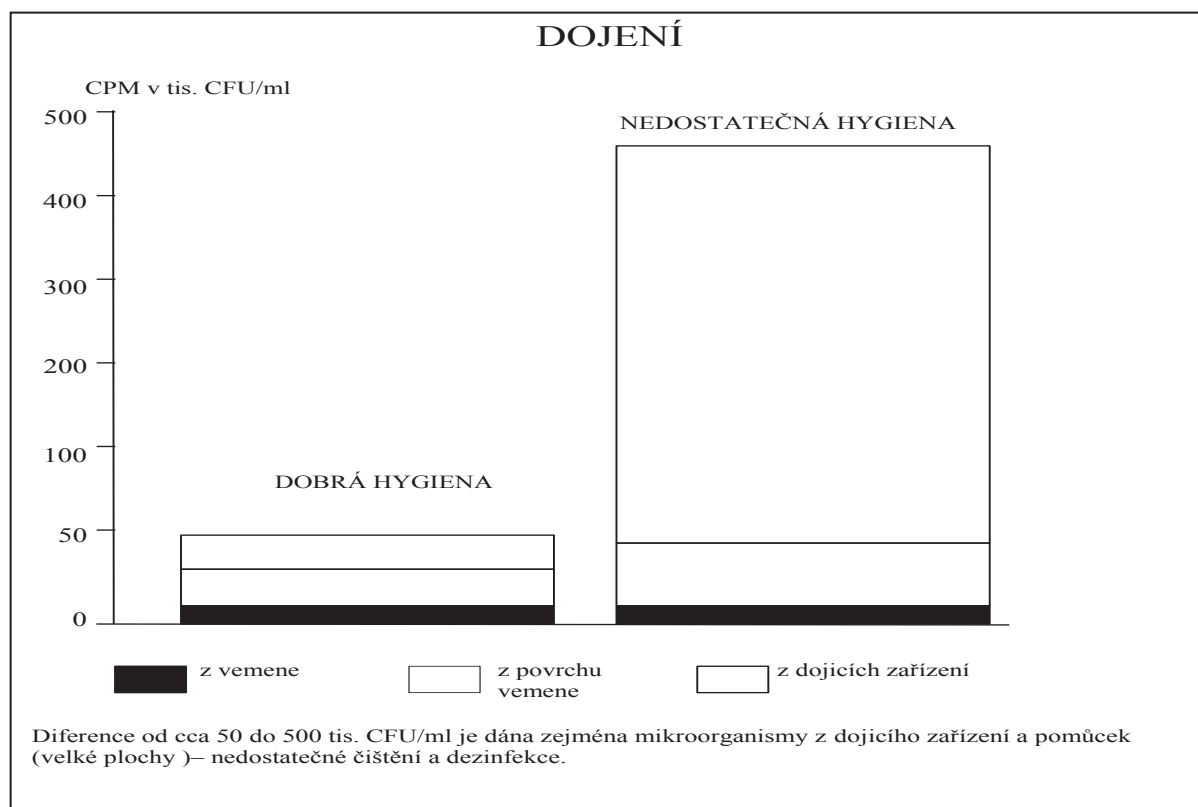 DOJENÍ
CPM v tis. CFU/ml
500
NEDOSTATEČNÁ HYGIENA
400
300
200
100
DOBRÁ HYGIENA
50
0
z vemene
z povrchu
vemene
z dojicích zařízení
Diference od cca 50 do 500 tis. CFU/ml je dána zejména mikroorganismy z dojicího zařízení a pomůcek
(velké plochy )– nedostatečné čištění a dezinfekce.